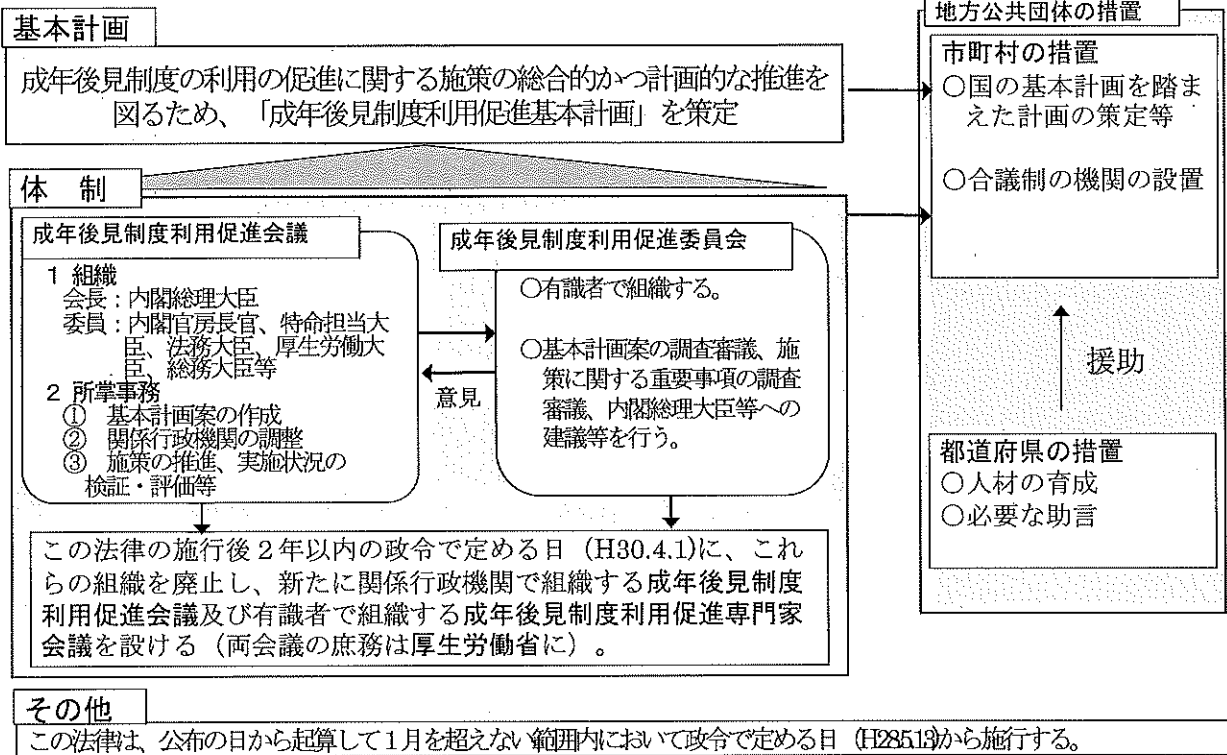 基本計画
成年後見制度の利用の促進に関する施策の総合的かつ計画的な推進を
図るため、「成年後見制度利用促進基本計画」を策定
体 制
成年後見制度利用促進会議
1 組織
会長：内閣総理大臣
委員：内閣官房長官、特命担当大
臣、法務大臣、厚生労働大
臣、総務大臣等
2 所掌事務
① 基本計画案の作成
② 関係行政機関の調整
③ 施策の推進、実施状況の
検証・評価等
意見
成年後見制度利用促進委員会
○有識者で組織する。
○基本計画案の調査審議、施
策に関する重要事項の調査
審議、内閣総理大臣等への
建議等を行う。
この法律の施行後２年以内の政令で定める日（H30.4.1)に、これ
らの組織を廃止し、新たに関係行政機関で組織する成年後見制度
利用促進会議及び有識者で組織する成年後見制度利用促進専門家
会議を設ける（両会議の庶務は厚生労働省に）。
地方公共団体の措置
市町村の措置
○国の基本計画を踏ま
えた計画の策定等
○合議制の機関の設置
援助
都道府県の措置
○人材の育成
○必要な助言
その他
この法律は、公布の日から起算して１月を超えない範囲内において政令で定める日（H28.5.13)から施行する。